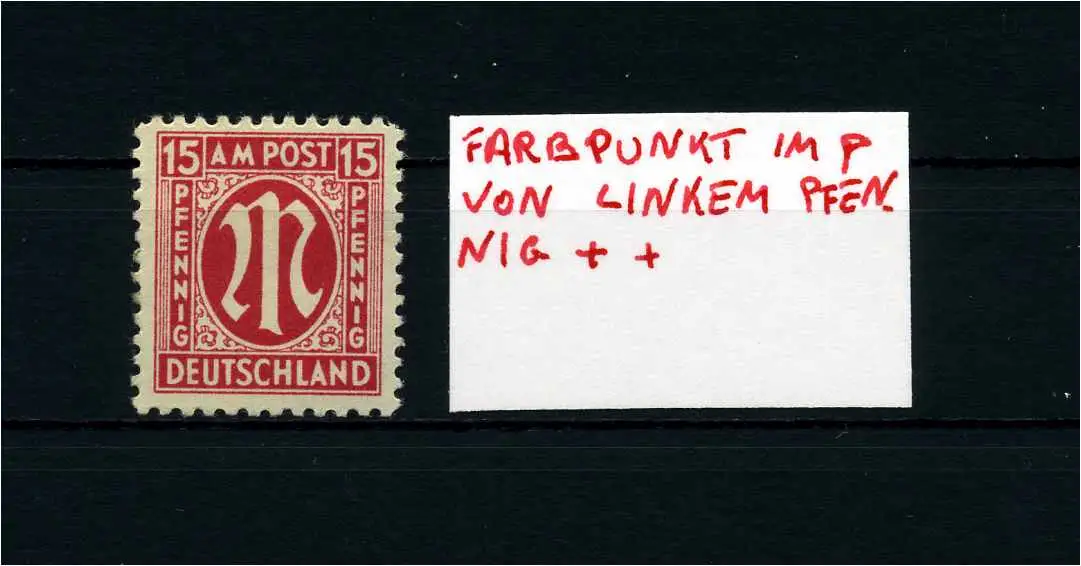 15 AM POST 15
PFENNIG
M
PFENNIG
DEUTSCHLAND
FARBPUNKT IM P
VON LINKEM PFEN.
NIG + +